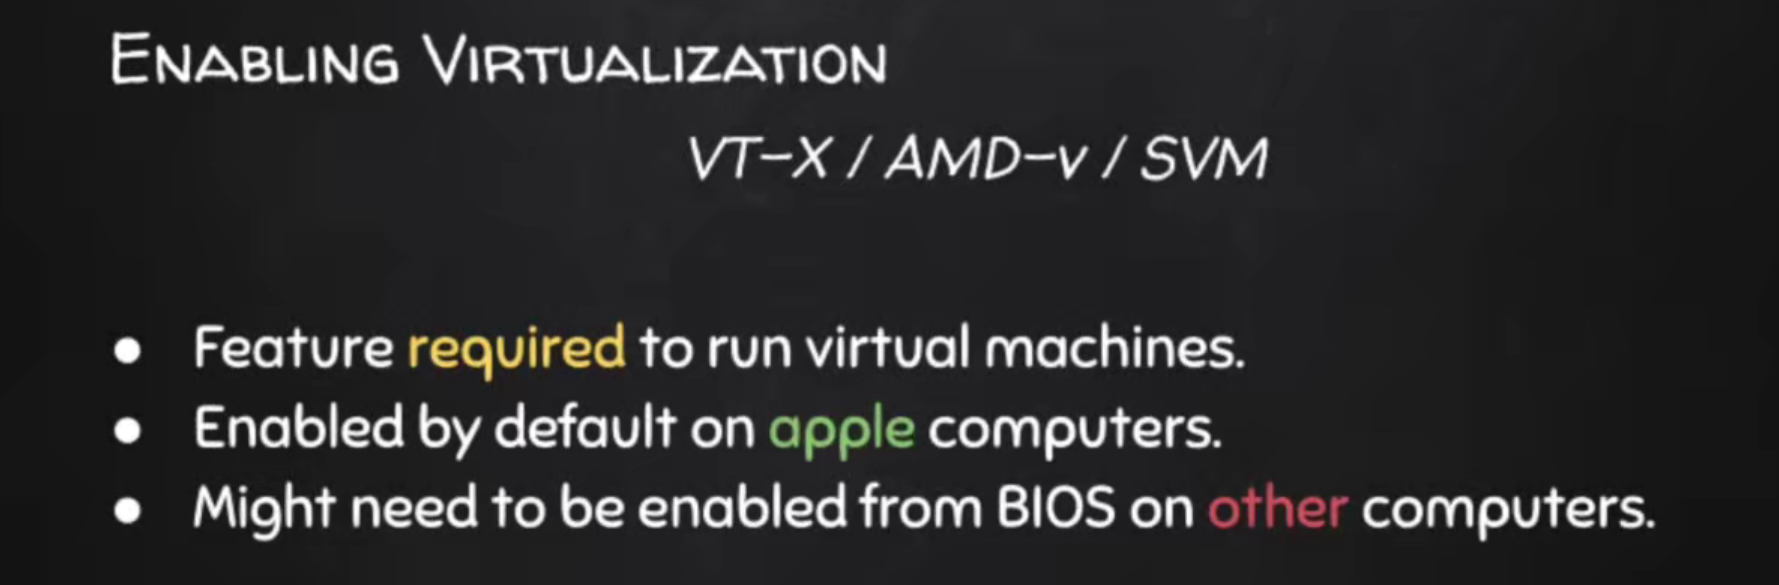 Enabling Virtualization
VT-X / AMD-v / SVM
● Feature required to run virtual machines.
● Enabled by default on apple computers.
● Might need to be enabled from BIOS on other computers.